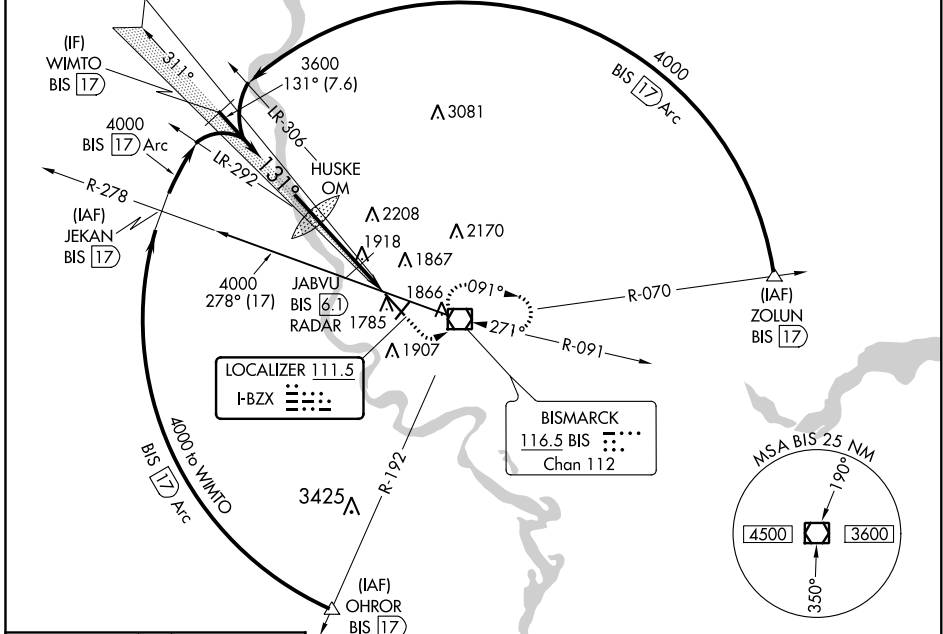 (IF)
WIMTO
BIS 17
311°
3600
131° (7.6)
4000
BIS 17 Arc
3081
4000
BIS 17 Arc
LR-306
LR-292
131°
HUSKE
OM
R-278
(IAF)
JEKAN
BIS 17
2208
2170
1918
1867
4000
278° (17)
JABVU
BIS 6.1
RADAR
1785
1866
091°
271°
R-070
R-091
(IAF)
ZOLUN
BIS 17
1907
LOCALIZER 111.5
I-BZX
BISMARCK
116.5 BIS
Chan 112
4000 to WIMTO
BIS 17 Arc
R-192
3425
(IAF)
OHROR
BIS 17
MSA BIS 25 NM
190°
4500
3600
350°